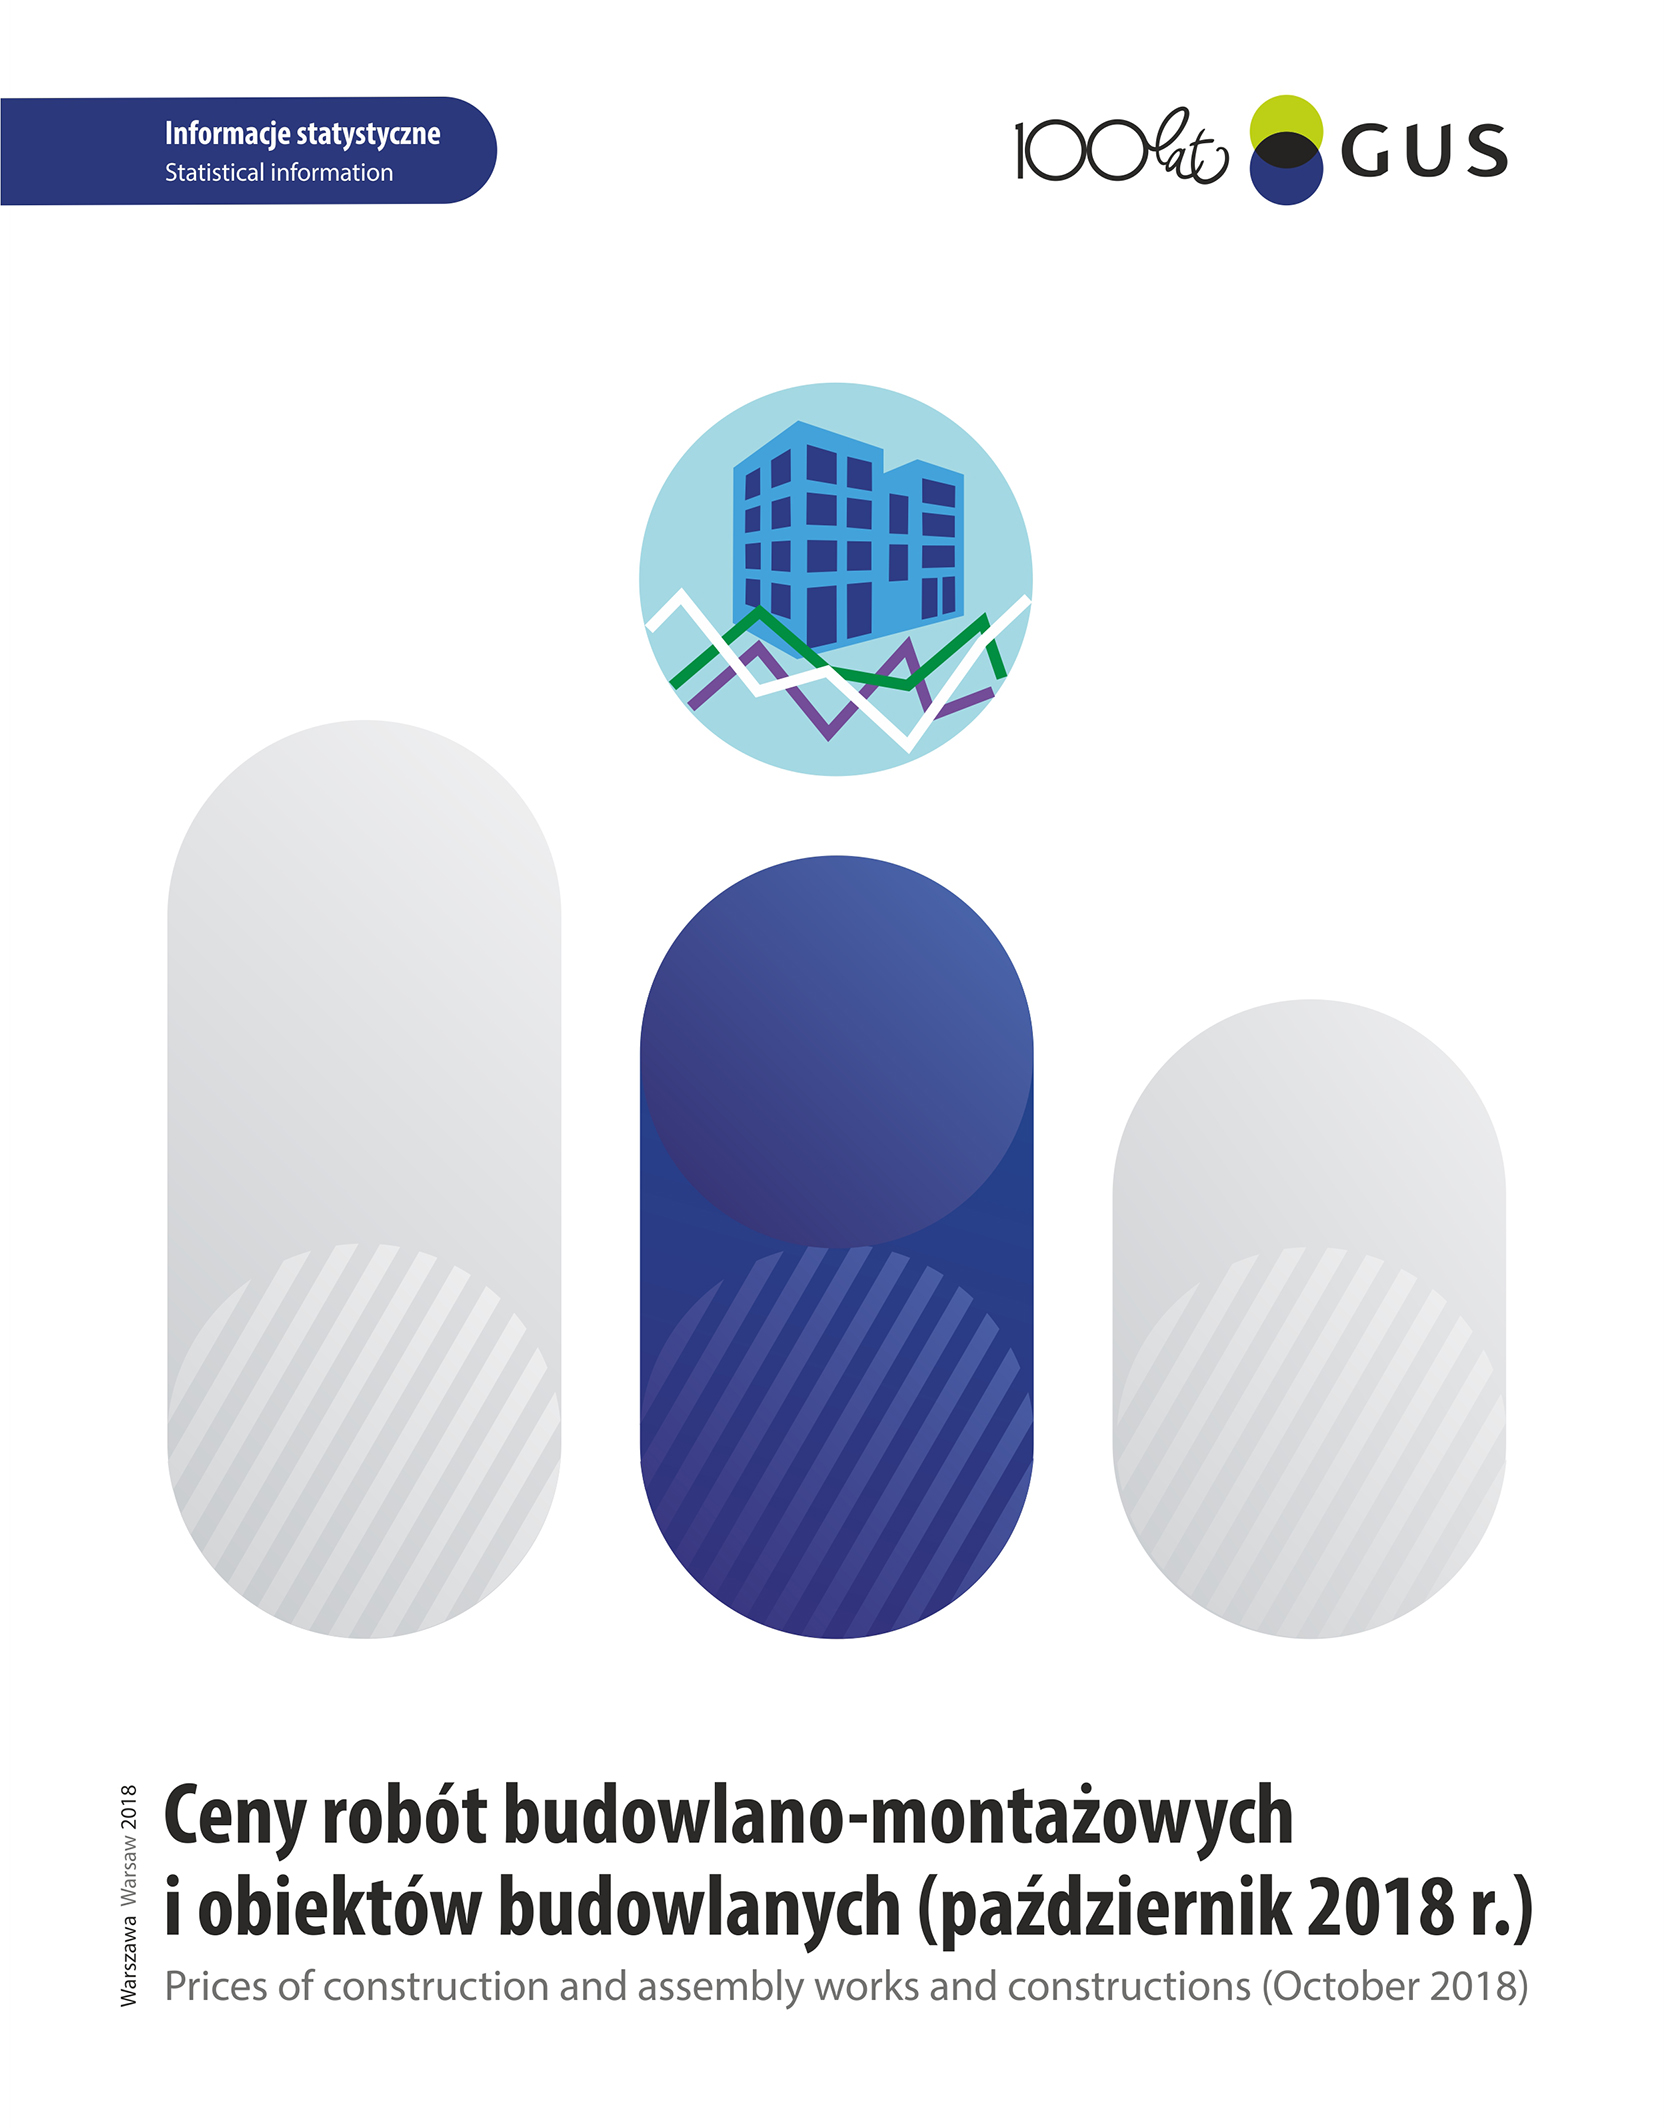 Informacje statystyczne
Statistical information
100 lat GUS
Warszawa Warsaw 2018
Ceny robót budowlano-montażowych
i obiektów budowlanych (październik 2018 r.)
Prices of construction and assembly works and constructions (October 2018)